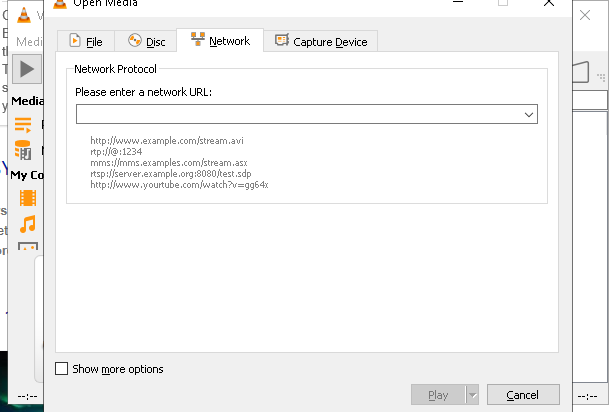 Open Media
File
Disc
Network
Capture Device
Network Protocol
Please enter a network URL:
http://www.example.com/stream.avi
rtp://@:1234
mms://mms.examples.com/stream.asx
rtsp://server.example.org:8080/test.sdp
http://www.yourtube.com/watch?v=gg64x
Show more options
Play
Cancel
Media
My Co
--:--
--:--